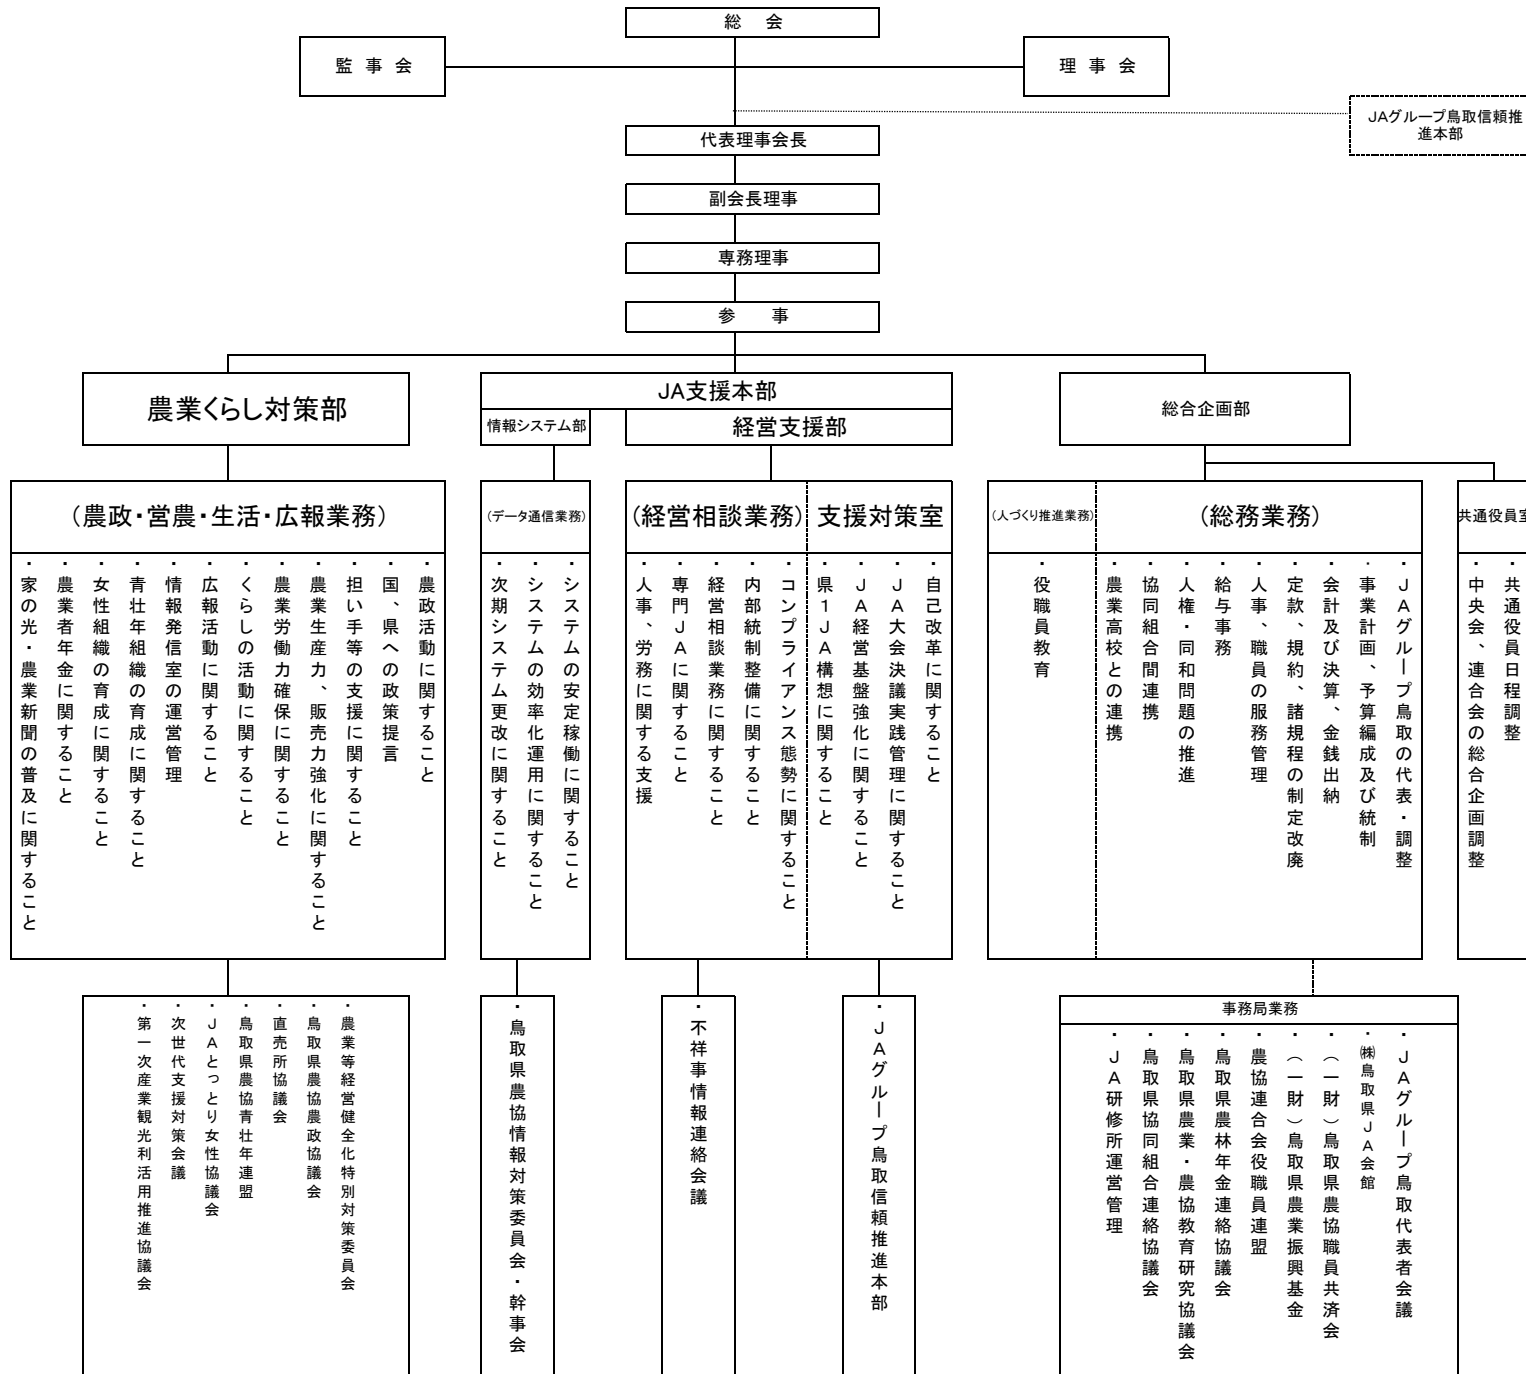 総　会
監 事 会
理 事 会
JAグループ鳥取信頼推
進本部
代表理事会長
副会長理事
専務理事
参　　事
農業くらし対策部
JA支援本部
情報システム部
経営支援部
総合企画部
(農政・営農・生活・広報業務)
・農政活動に関すること
・国、県への政策提言
・担い手等の支援に関すること
・農業生産力、販売力強化に関すること
・農業労働力確保に関すること
・くらしの活動に関すること
・広報活動に関すること
・情報発信室の運営管理
・青壮年組織の育成に関すること
・女性組織の育成に関すること
・農業者年金に関すること
・家の光・農業新聞の普及に関すること
(データ通信業務)
・システムの安定稼働に関すること
・システムの効率化運用に関すること
・次期システム更改に関すること
(経営相談業務)
・コンプライアンス態勢に関すること
・内部統制整備に関すること
・経営相談業務に関すること
・専門ＪＡに関すること
・人事、労務に関する支援
支援対策室
・自己改革に関すること
・ＪＡ大会決議実践管理に関すること
・ＪＡ経営基盤強化に関すること
・県１ＪＡ構想に関すること
(人づくり推進業務)
・役職員教育
(総務業務)
・ＪＡグループ鳥取の代表・調整
・事業計画、予算編成及び統制
・会計及び決算、金銭出納
・定款、規約、諸規程の制定改廃
・人事、職員の服務管理
・給与事務
・人権・同和問題の推進
・協同組合間連携
・農業高校との連携
共通役員室
・共通役員日程調整
・中央会、連合会の総合企画調整
・農業等経営健全化特別対策委員会
・鳥取県農協農政協議会
・直売所協議会
・鳥取県農協青壮年連盟
・ＪＡとっとり女性協議会
・次世代支援対策会議
・第一次産業観光利活用推進協議会
・鳥取県農協情報対策委員会・幹事会
・不祥事情報連絡会議
・ＪＡグループ鳥取信頼推進本部
事務局業務
・ＪＡグループ鳥取代表者会議
・㈱鳥取県ＪＡ会館
・（一財）鳥取県農協職員共済会
・（一財）鳥取県農業振興基金
・農協連合会役職員連盟
・鳥取県農林年金連絡協議会
・鳥取県農業・農協教育研究協議会
・鳥取県協同組合連絡協議会
・ＪＡ研修所運営管理